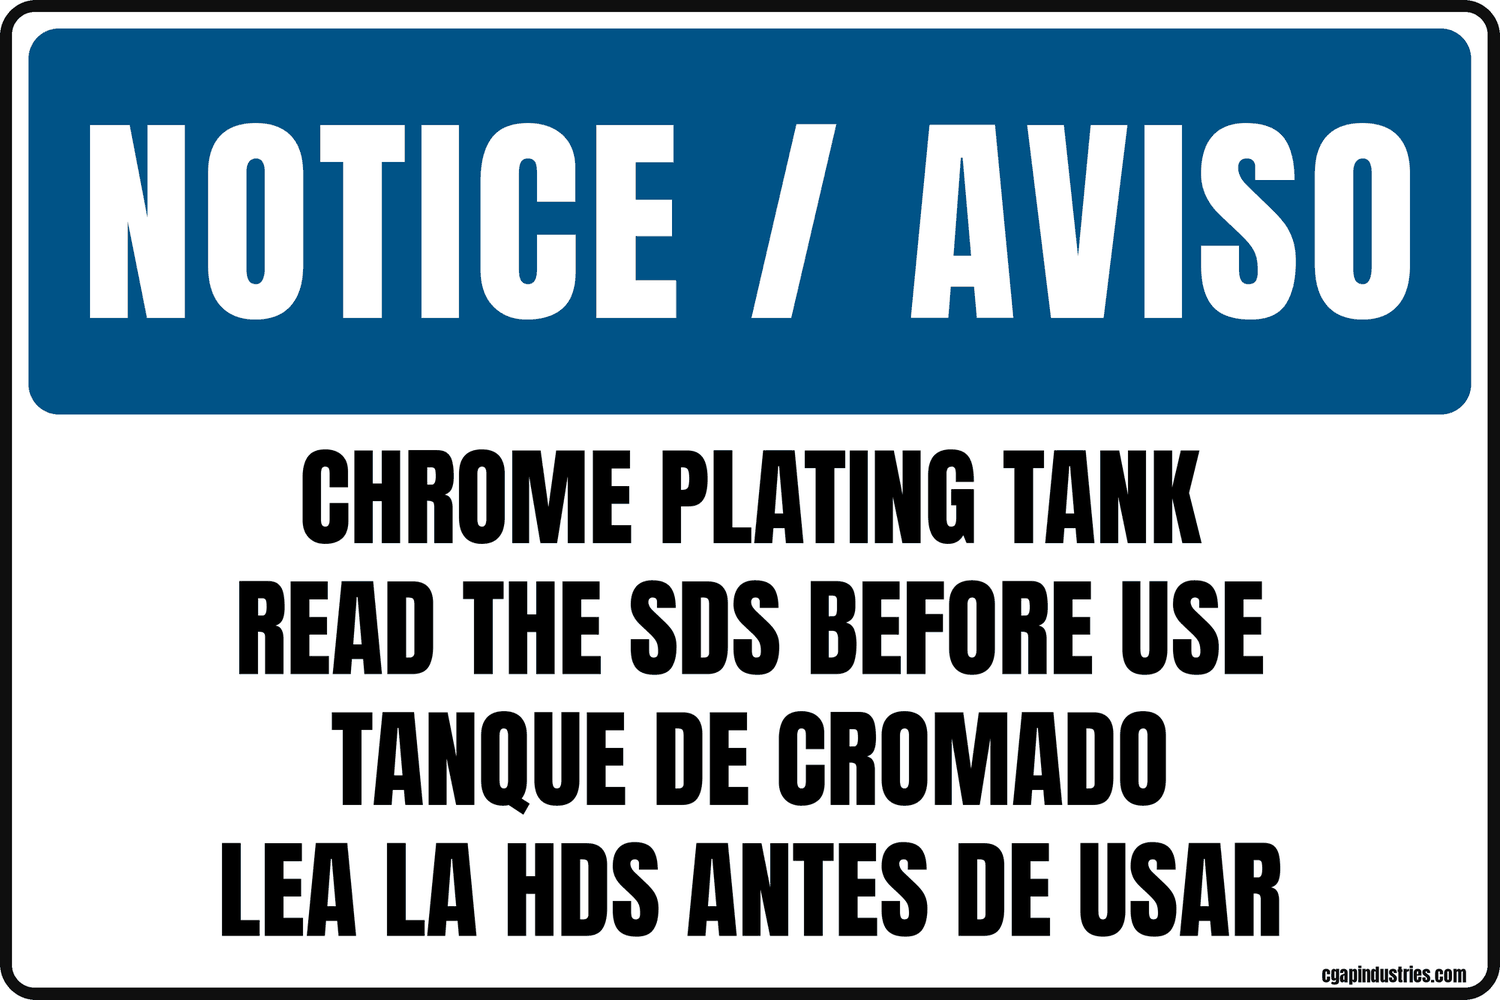 NOTICE / AVISO
CHROME PLATING TANK
READ THE SDS BEFORE USE
TANQUE DE CROMADO
LEA LA HDS ANTES DE USAR
cgapindustries.com